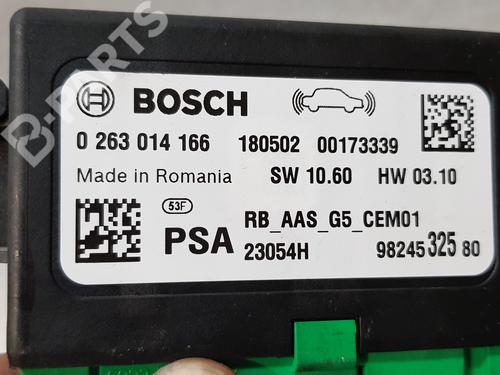 B-PARTS
BOSCH
0 263 014 166 180502 00173339
Made in Romania SW 10.60 HW 03.10
53F
RB_AAS_G5_CEM01
PSA 23054H 98245 325 80